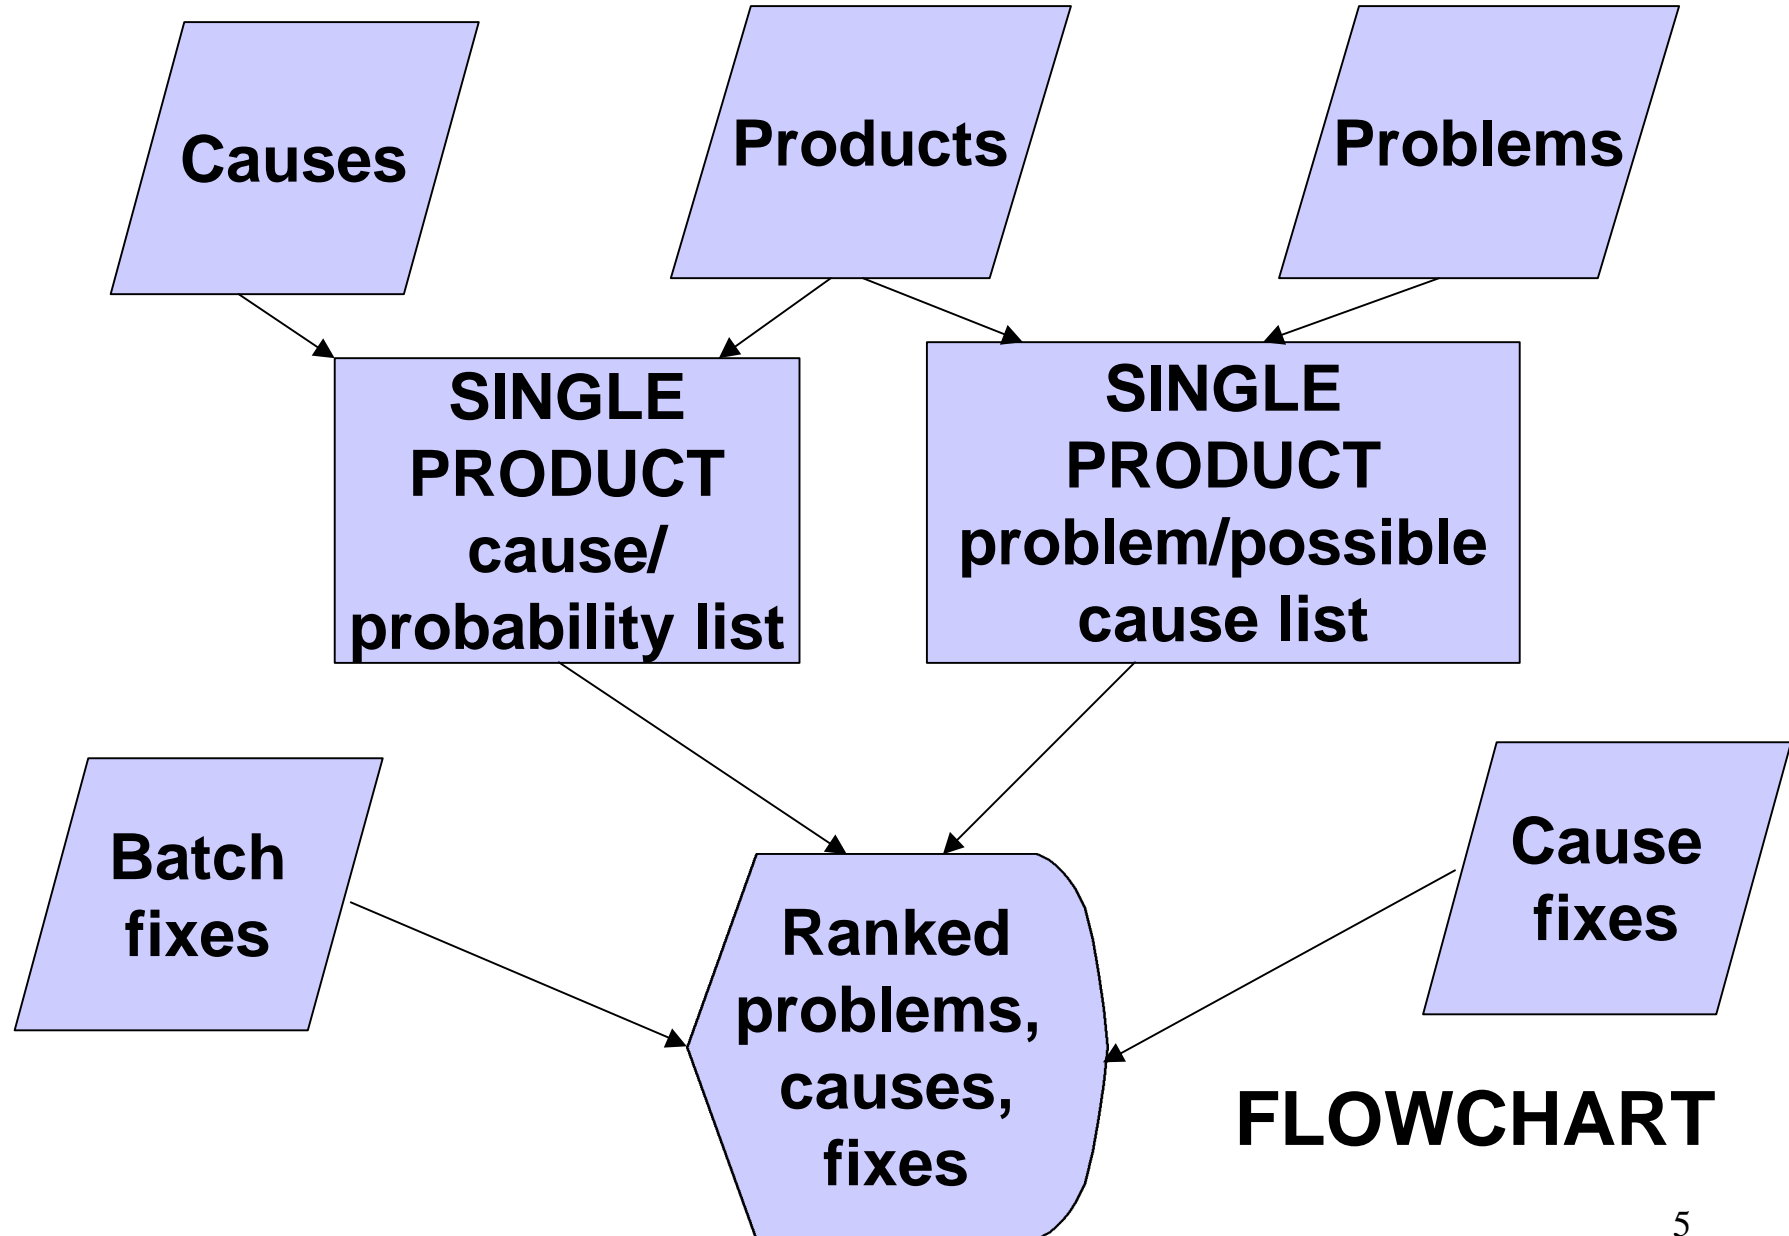 Causes
Products
Problems
SINGLE
PRODUCT
cause/
probability list
SINGLE
PRODUCT
problem/possible
cause list
Batch
fixes
Ranked
problems,
causes,
fixes
Cause
fixes
FLOWCHART
5